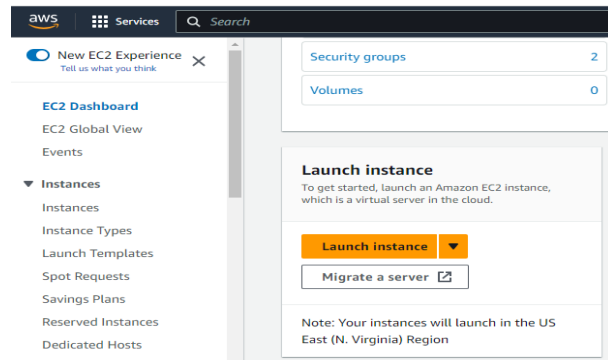 aws
Services
Search
New EC2 Experience
Tell us what you think
EC2 Dashboard
EC2 Global View
Events
Instances
Instances
Instance Types
Launch Templates
Spot Requests
Savings Plans
Reserved Instances
Dedicated Hosts
Security groups 2
Volumes 0
Launch instance
To get started, launch an Amazon EC2 instance,
which is a virtual server in the cloud.
Launch instance
Migrate a server
Note: Your instances will launch in the US
East (N. Virginia) Region